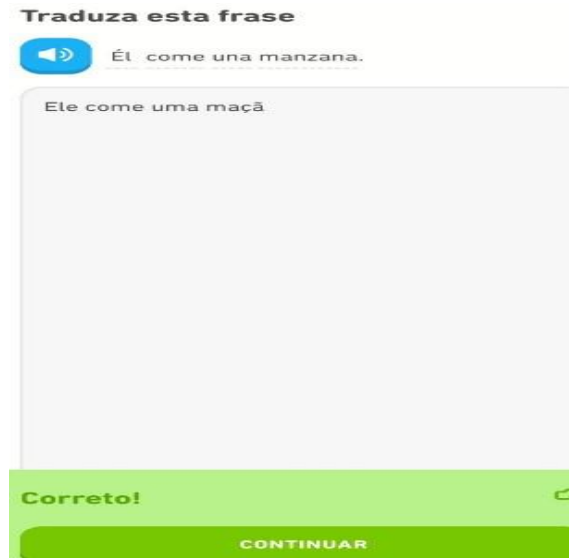 Traduza esta frase
Él come una manzana.
Ele come uma maçã
Correto!
CONTINUAR